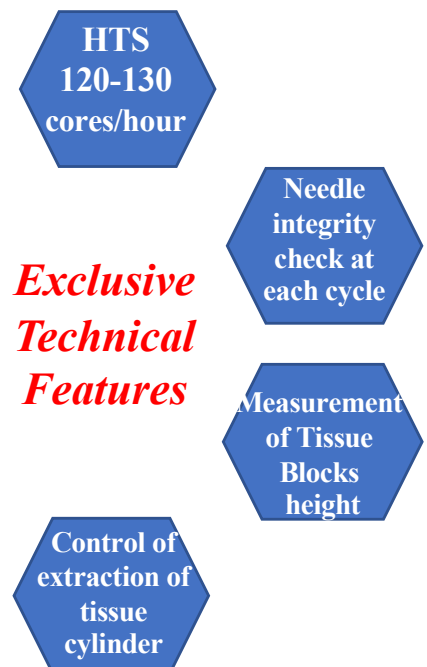 HTS
120-130
cores/hour
Needle
integrity
check at
each cycle
Exclusive
Technical
Features
Measurement
of Tissue
Blocks
height
Control of
extraction of
tissue
cylinder